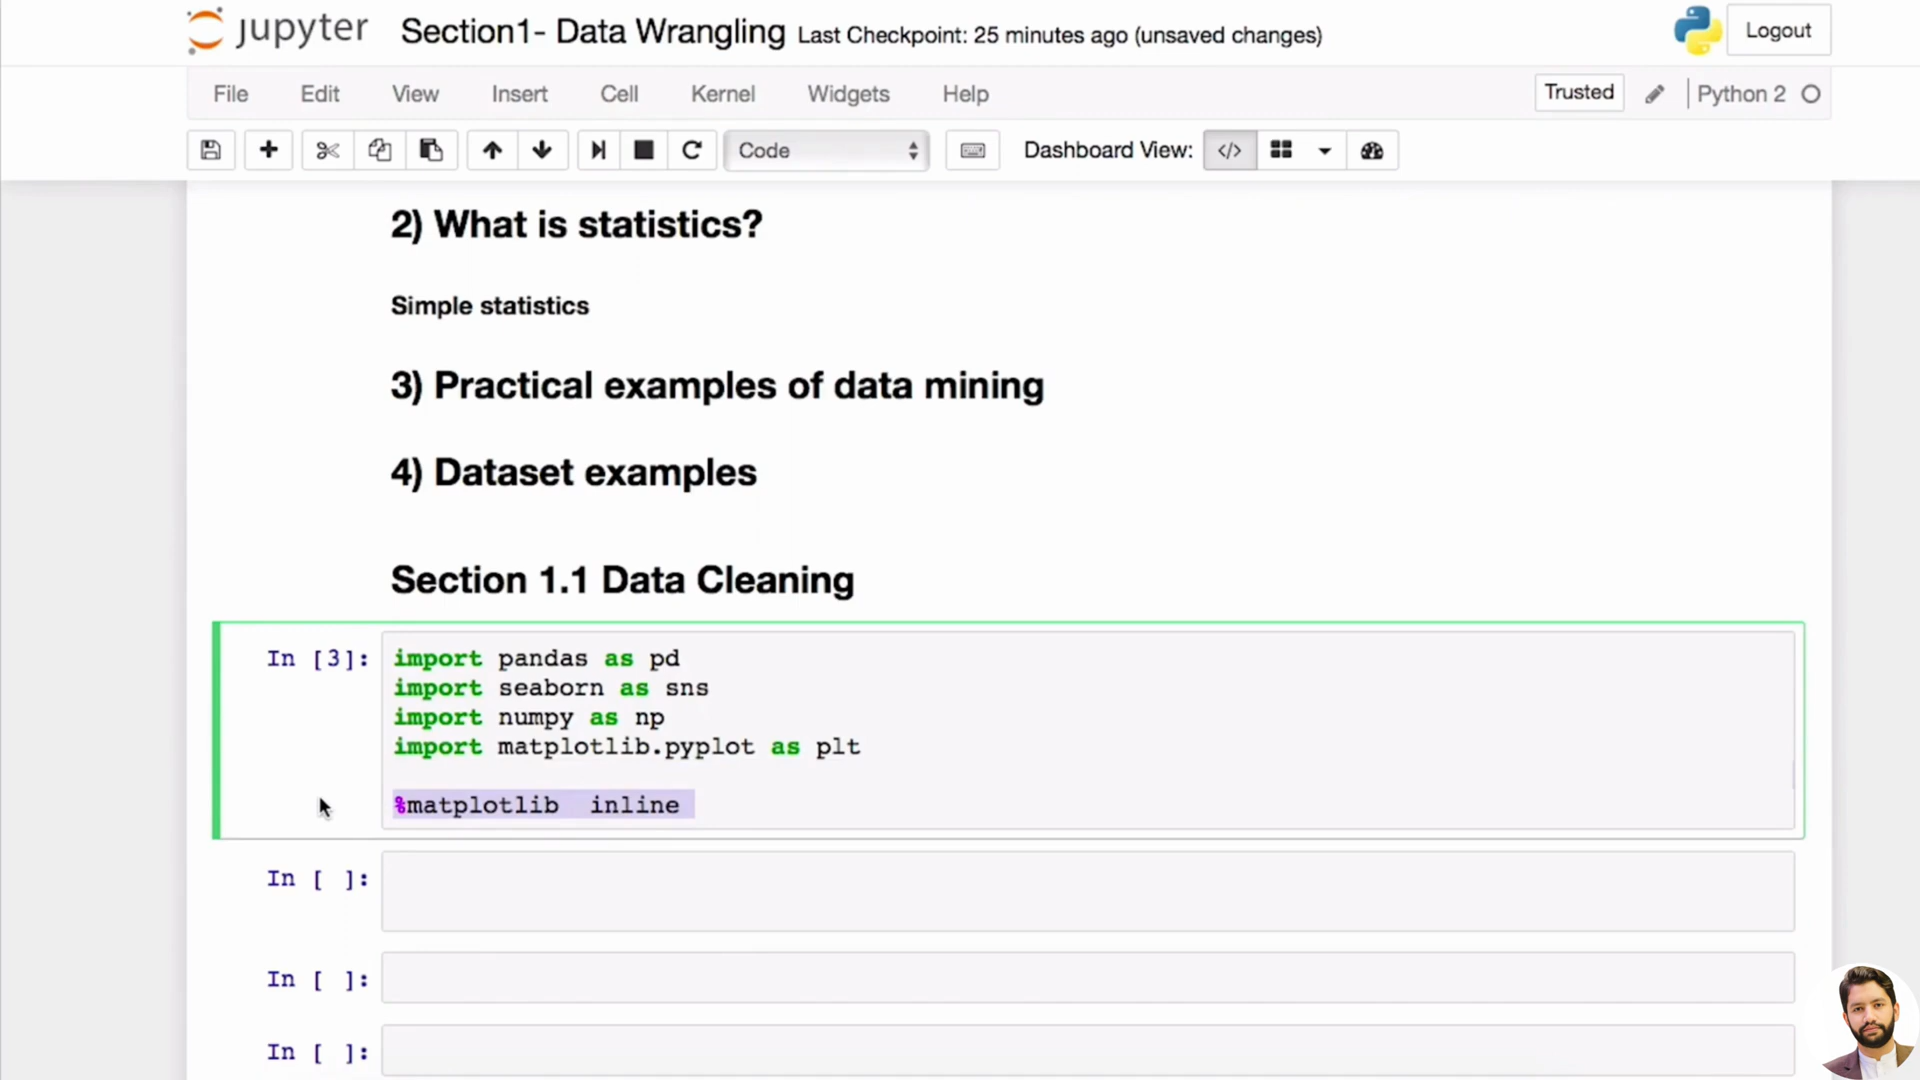 jupyter Section1- Data Wrangling Last Checkpoint: 25 minutes ago (unsaved changes) Logout
File Edit View Insert Cell Kernel Widgets Help Trusted Python 2
Code Dashboard View: </>
2) What is statistics?
Simple statistics
3) Practical examples of data mining
4) Dataset examples
Section 1.1 Data Cleaning
In [3]: import pandas as pd
import seaborn as sns
import numpy as np
import matplotlib.pyplot as plt
%matplotlib  inline
In [ ]:
In [ ]:
In [ ]: